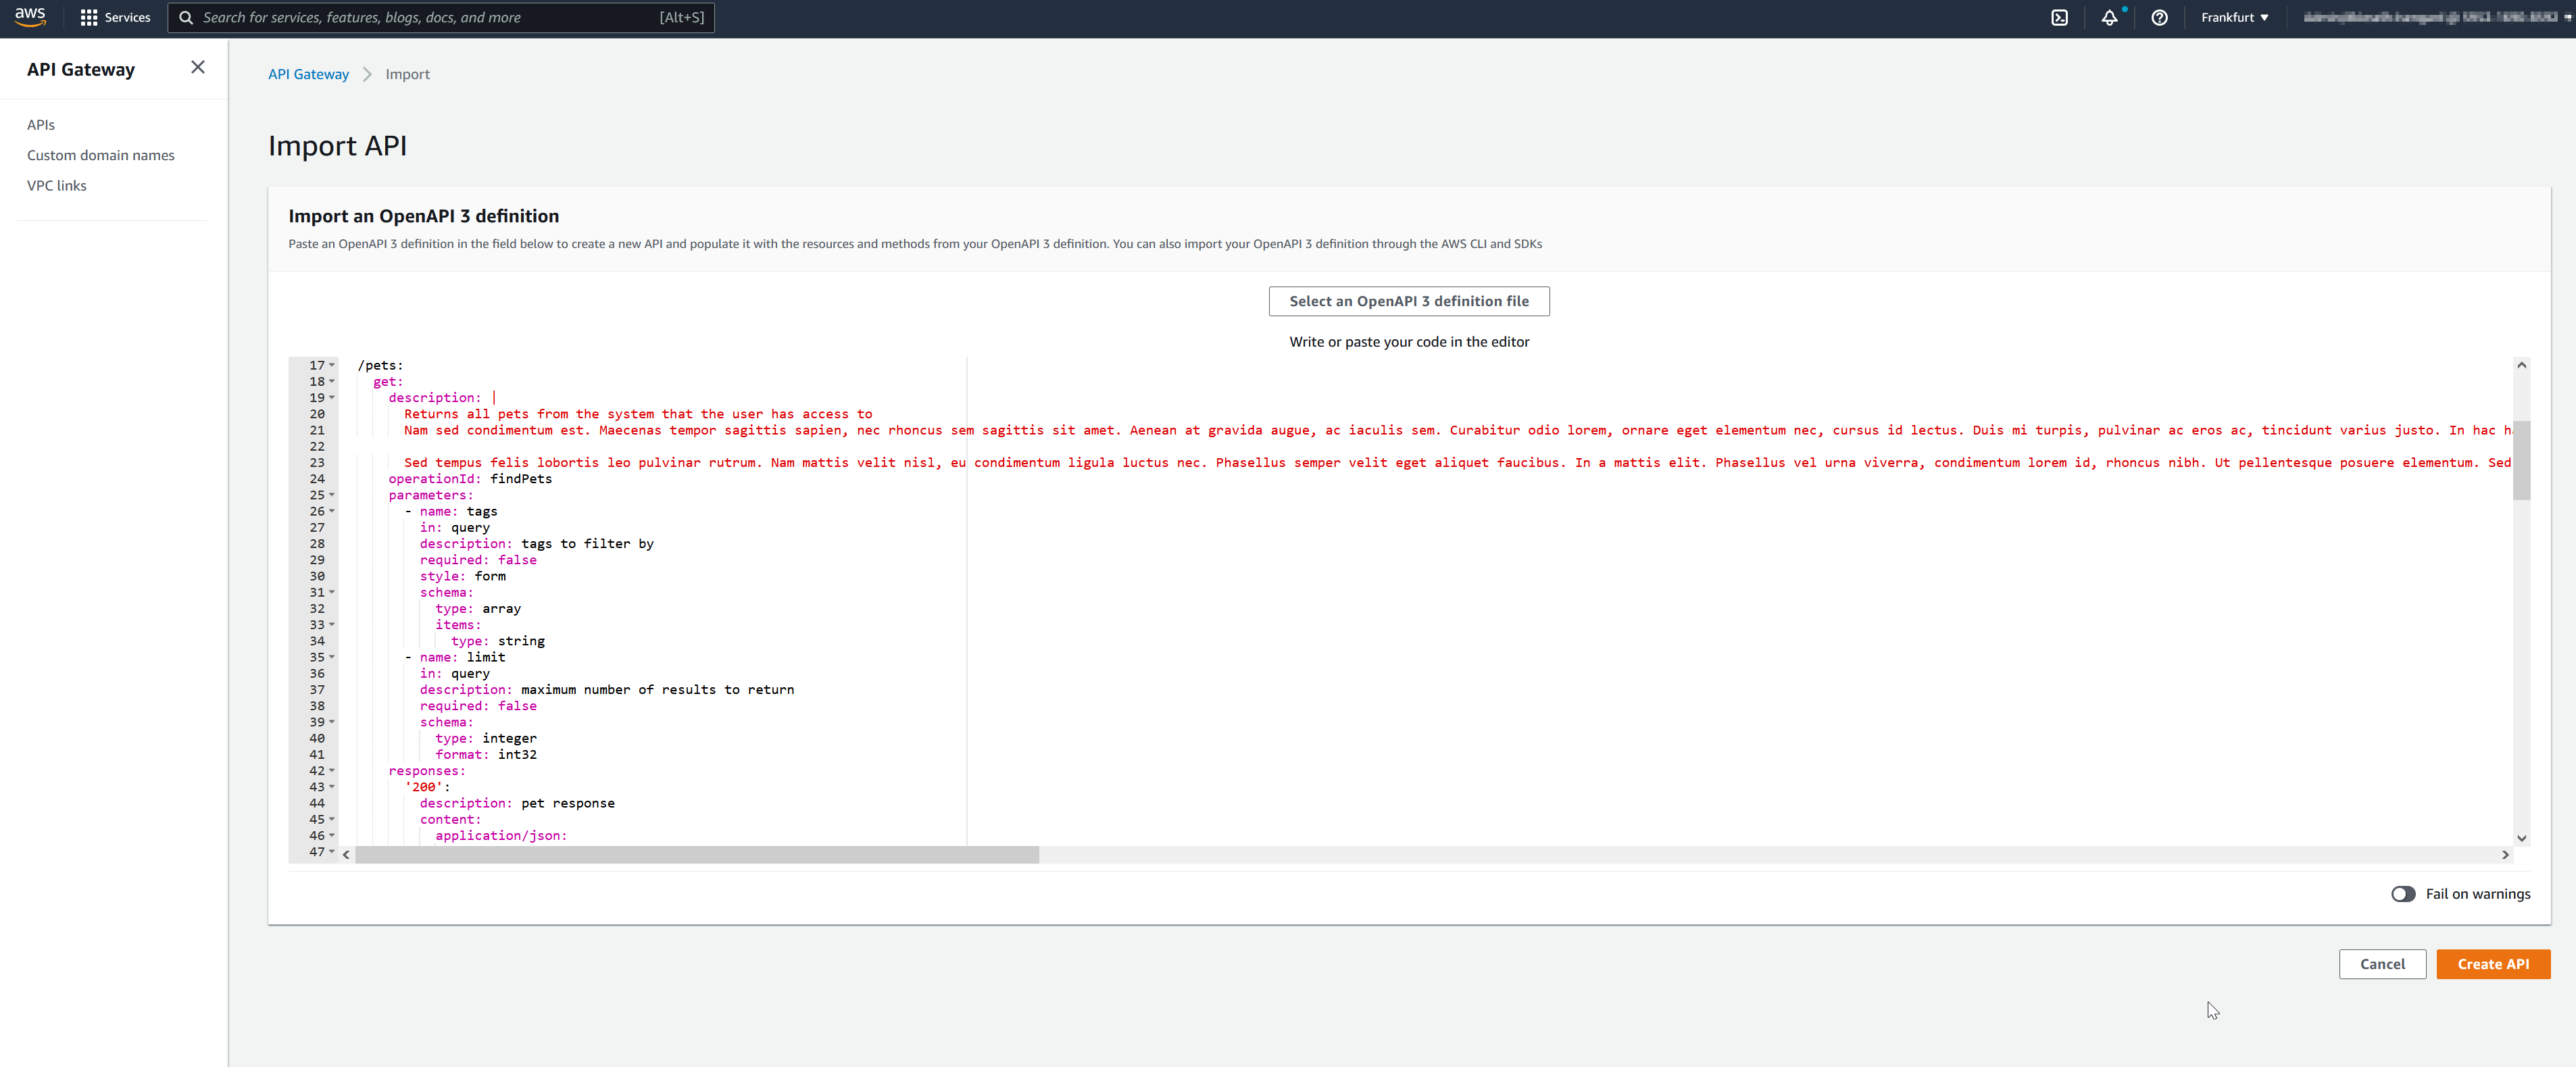 aws Services Search for services, features, blogs, docs, and more [Alt+S] Frankfurt
API Gateway
APIs
Custom domain names
VPC links
API Gateway Import
Import API
Import an OpenAPI 3 definition
Paste an OpenAPI 3 definition in the field below to create a new API and populate it with the resources and methods from your OpenAPI 3 definition. You can also import your OpenAPI 3 definition through the AWS CLI and SDKs
Select an OpenAPI 3 definition file
Write or paste your code in the editor
17 /pets:
18 get:
19 description: |
20 Returns all pets from the system that the user has access to
21 Nam sed condimentum est. Maecenas tempor sagittis sapien, nec rhoncus sem sagittis sit amet. Aenean at gravida augue, ac iaculis sem. Curabitur odio lorem, ornare eget elementum nec, cursus id lectus. Duis mi turpis, pulvinar ac eros ac, tincidunt varius justo. In hac h
22
23 Sed tempus felis lobortis leo pulvinar rutrum. Nam mattis velit nisl, eu condimentum ligula luctus nec. Phasellus semper velit eget aliquet faucibus. In a mattis elit. Phasellus vel urna viverra, condimentum lorem id, rhoncus nibh. Ut pellentesque posuere elementum. Sed
24 operationId: findPets
25 parameters:
26 - name: tags
27 in: query
28 description: tags to filter by
29 required: false
30 style: form
31 schema:
32 type: array
33 items:
34 type: string
35 - name: limit
36 in: query
37 description: maximum number of results to return
38 required: false
39 schema:
40 type: integer
41 format: int32
42 responses:
43 '200':
44 description: pet response
45 content:
46 application/json:
47
Fail on warnings
Cancel Create API